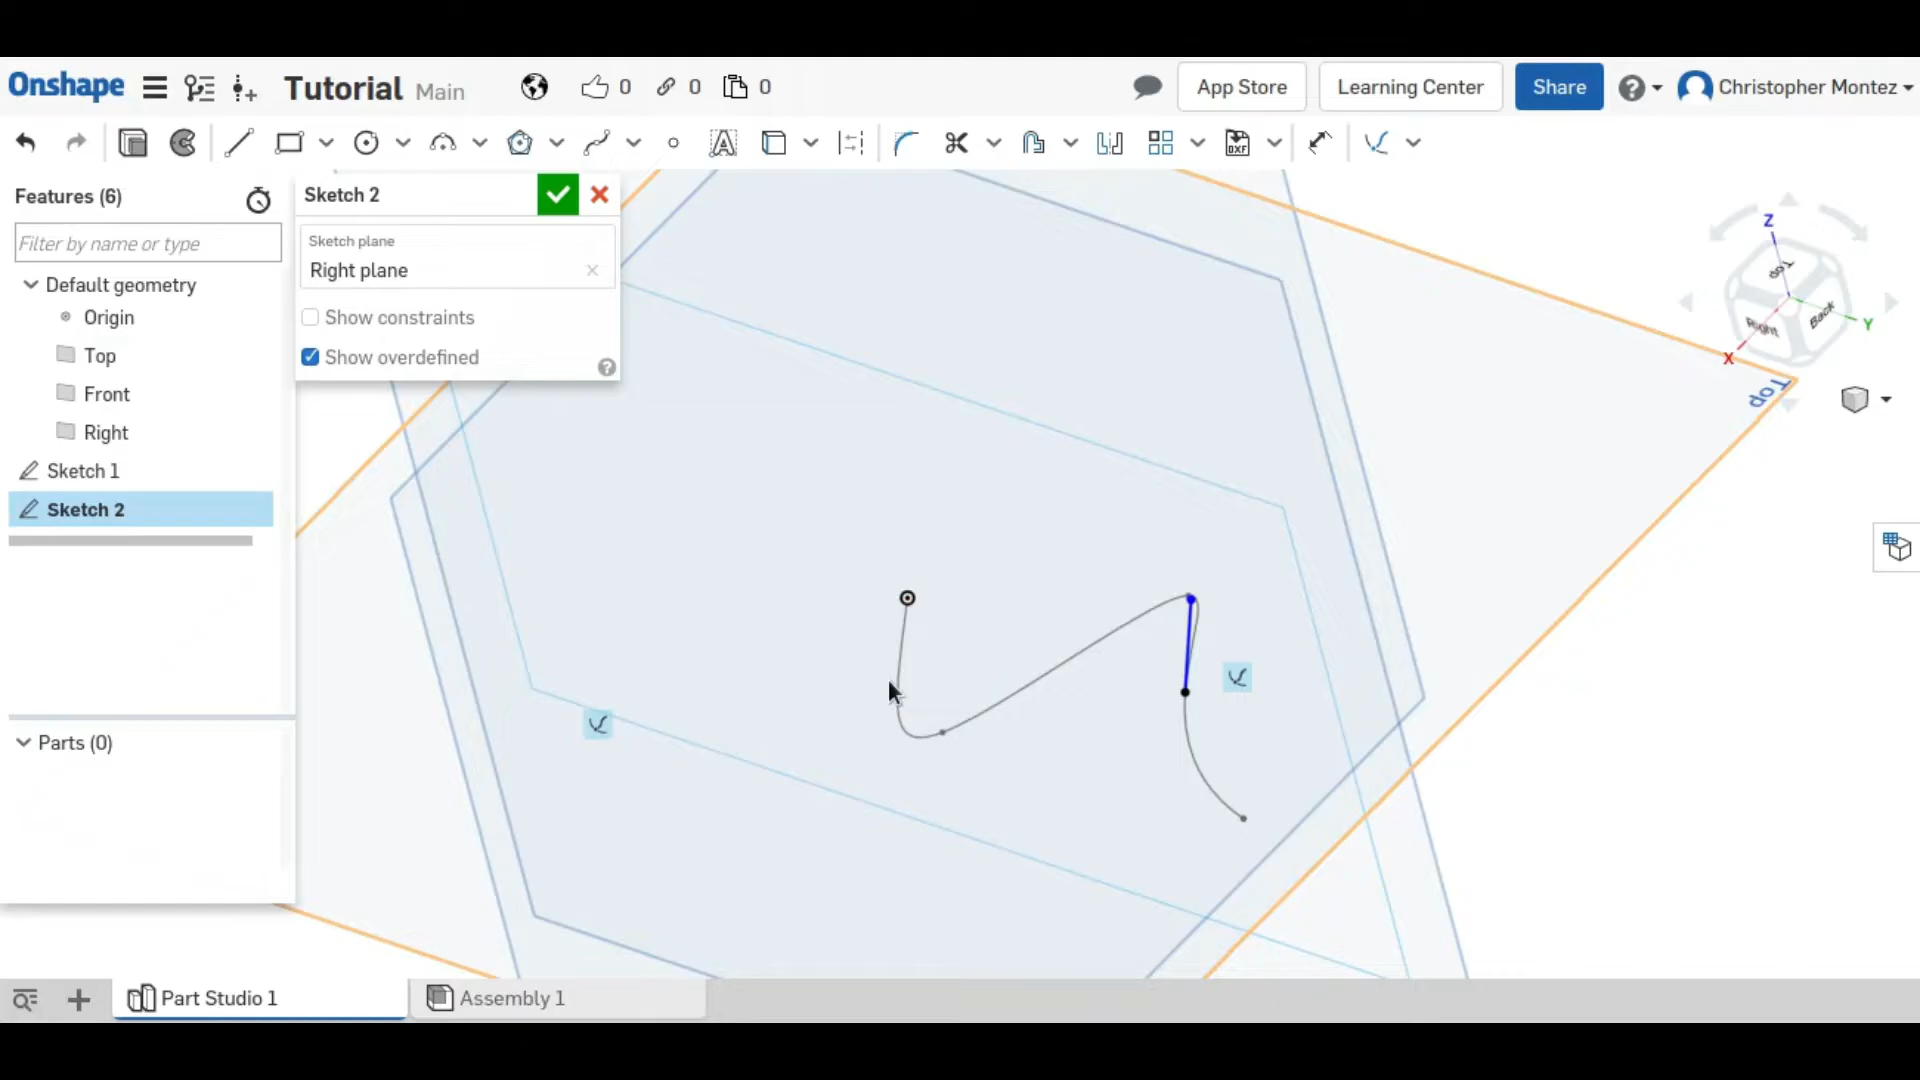 Onshape Tutorial Main 0 0 0 App Store Learning Center Share ? Christopher Montez
DXF
Features (6)
Filter by name or type
Default geometry
Origin
Top
Front
Right
Sketch 1
Sketch 2
Parts (0)
Sketch 2
Sketch plane
Right plane
Show constraints
Show overdefined
?
Z
Top
Right
Back
Y
X
Top
Part Studio 1
Assembly 1